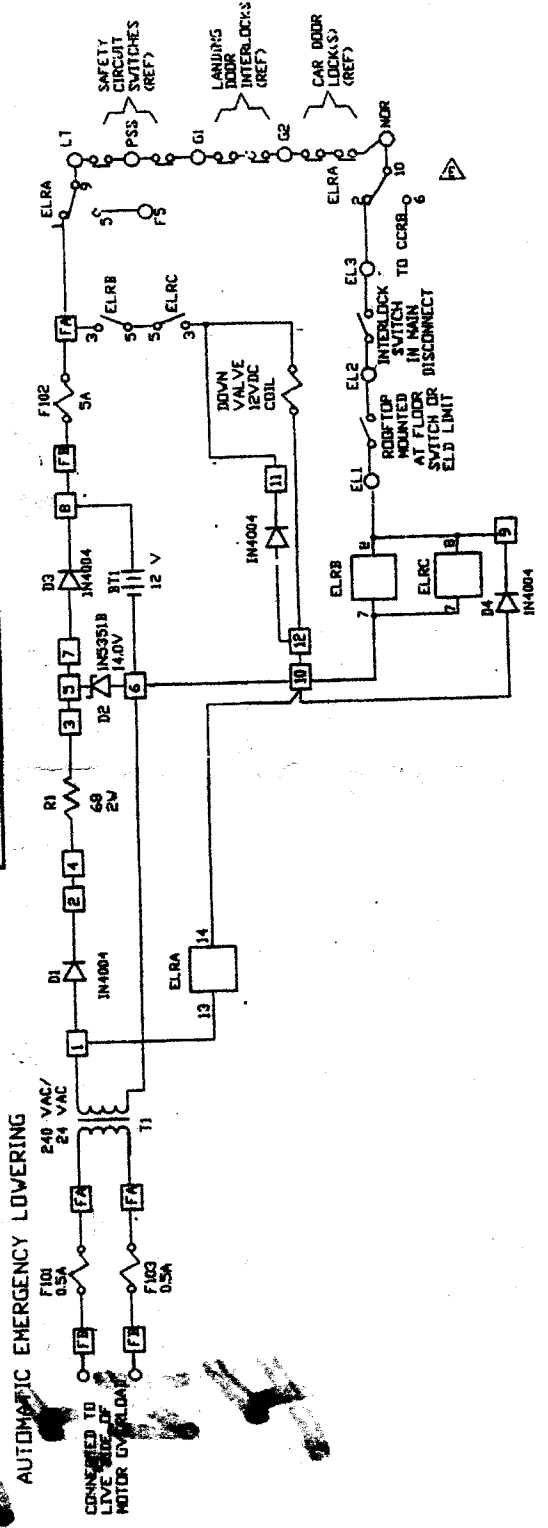 AUTOMATIC EMERGENCY LOWERING
CONNECTED TO
LIVE SIDE OF
MOTOR OVERLOAD
FB
FB
F101
0.5A
F103
0.5A
FA
FA
240 VAC/
24 VAC
T1
1
D1
1N4004
2
4
R1
68
2W
3
5
7
D2
1N5351B
14.0V
6
D3
1N4004
BT1
12 V
8
FB
F102
5A
FA
ELRA
13
14
3
ELRB
5
5
ELRC
3
DOWN
VALVE
12VDC
COIL
11
1N4004
12
10
1
ELRA
9
5
F5
LT
SAFETY
CIRCUIT
SWITCHES
(REF)
PSS
G1
LANDING
DOOR
INTERLOCKS
(REF)
G2
CAR DOOR
LOCK(S)
(REF)
NDR
ELRA
10
2
6
TO CCRB
EL3
INTERLOCK
SWITCH
IN MAIN
DISCONNECT
EL2
ROOFTOP
MOUNTED
AT FLOOR
SWITCH OR
ELD LIMIT
EL1
ELRB
7
8
ELRC
7
8
D4
1N4004
9